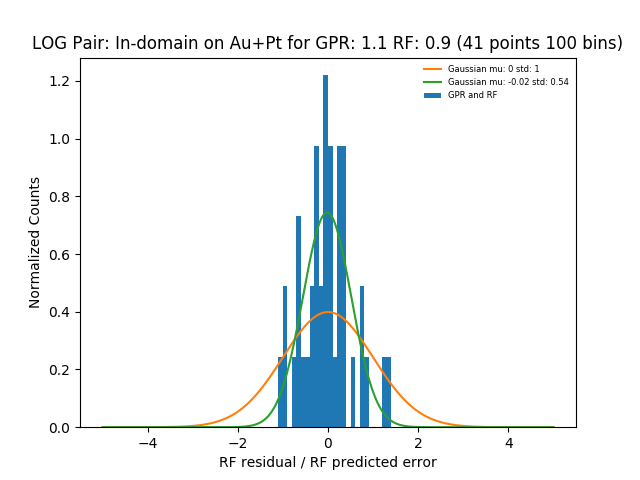 LOG Pair: In-domain on Au+Pt for GPR: 1.1 RF: 0.9 (41 points 100 bins)
Gaussian mu: 0 std: 1
Gaussian mu: -0.02 std: 0.54
GPR and RF
Normalized Counts
1.2
1.0
0.8
0.6
0.4
0.2
0.0
−4 −2 0 2 4
RF residual / RF predicted error